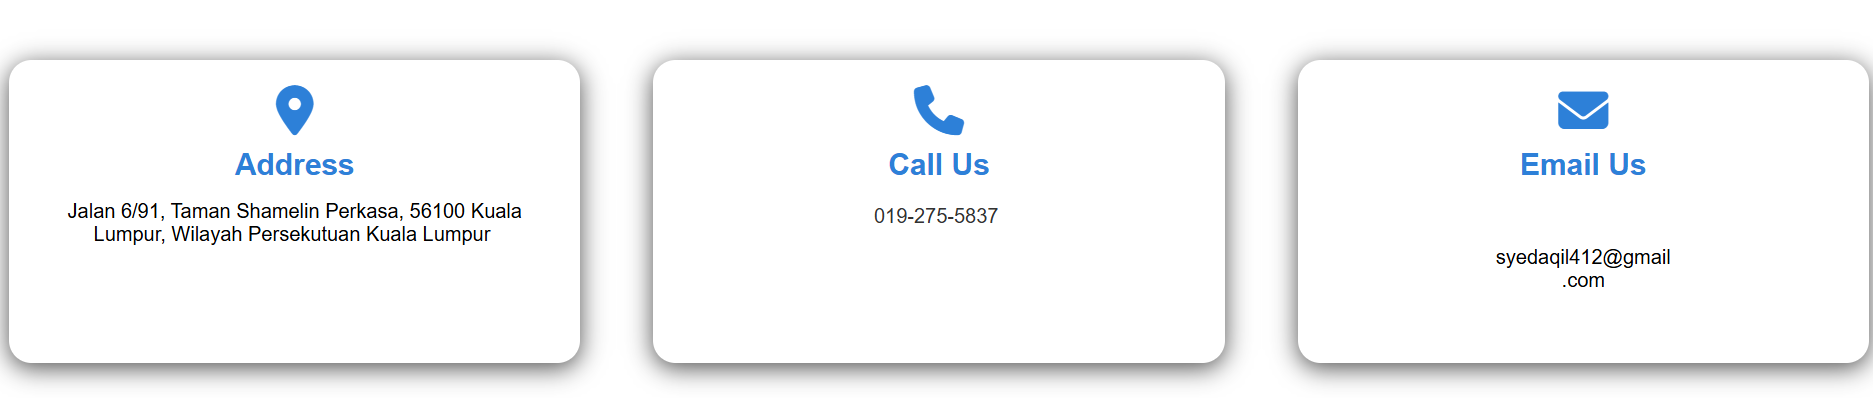 Address
Jalan 6/91, Taman Shamelin Perkasa, 56100 Kuala
Lumpur, Wilayah Persekutuan Kuala Lumpur
Call Us
019-275-5837
Email Us
syedaqil412@gmail
.com